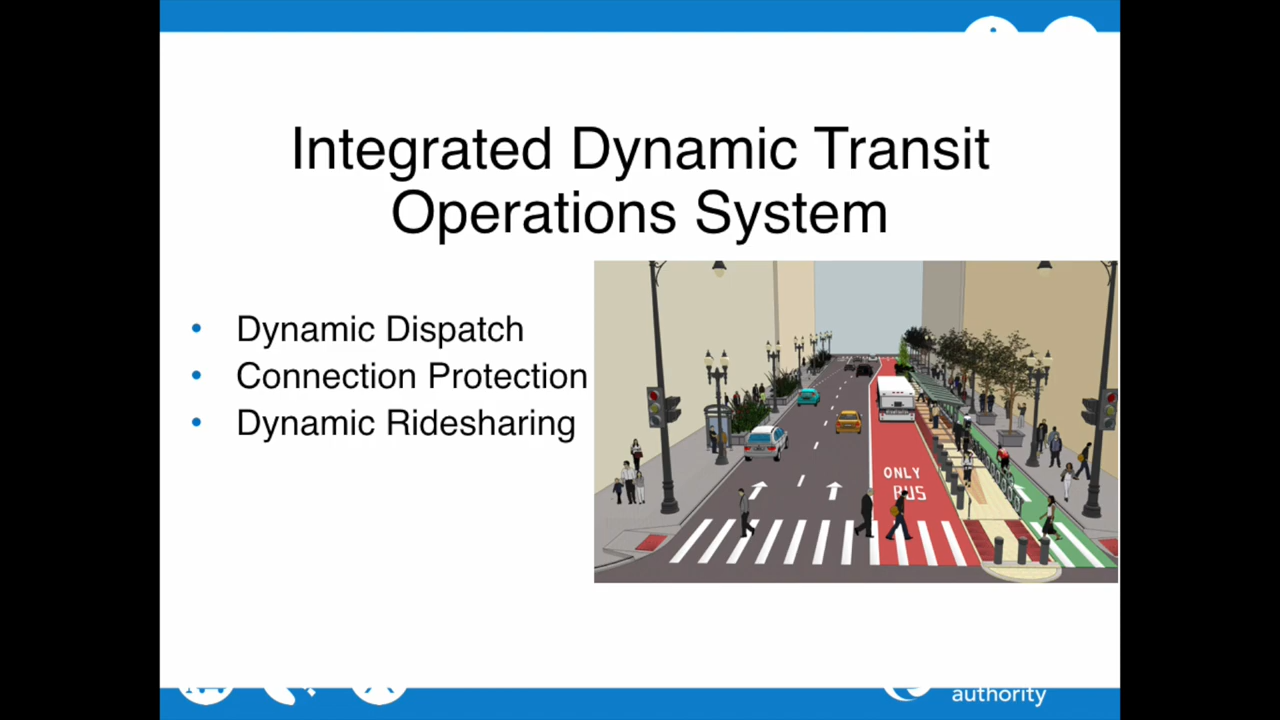 Integrated Dynamic Transit
Operations System
• Dynamic Dispatch
• Connection Protection
• Dynamic Ridesharing
ONLY
BUS
authority